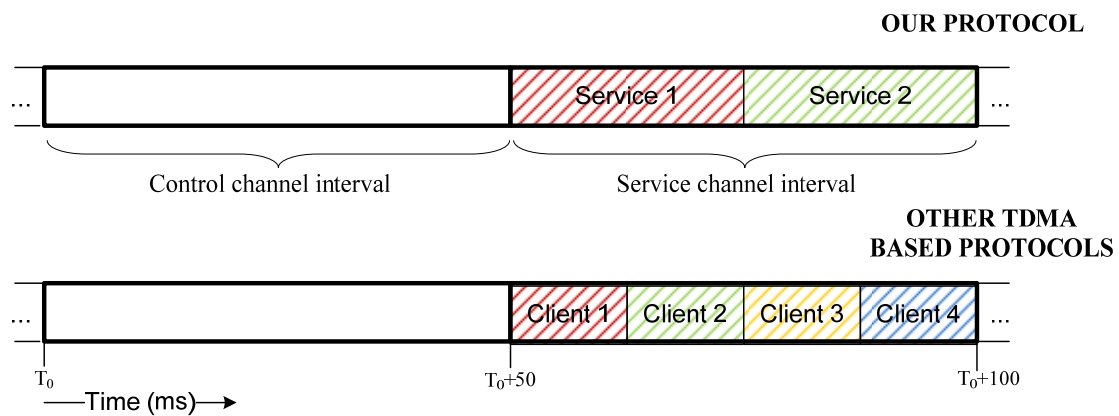 OUR PROTOCOL
... Service 1 Service 2 ...
Control channel interval Service channel interval
OTHER TDMA
BASED PROTOCOLS
... Client 1 Client 2 Client 3 Client 4 ...
T₀ T₀+50 T₀+100
Time (ms)